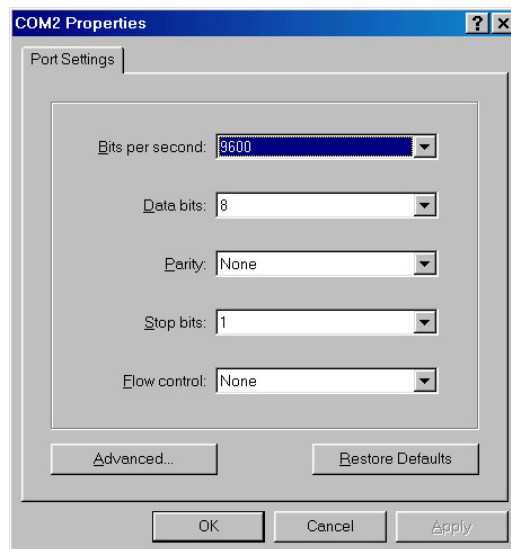 COM2 Properties
Port Settings
Bits per second: 9600
Data bits: 8
Parity: None
Stop bits: 1
Flow control: None
Advanced...
Restore Defaults
OK
Cancel
Apply